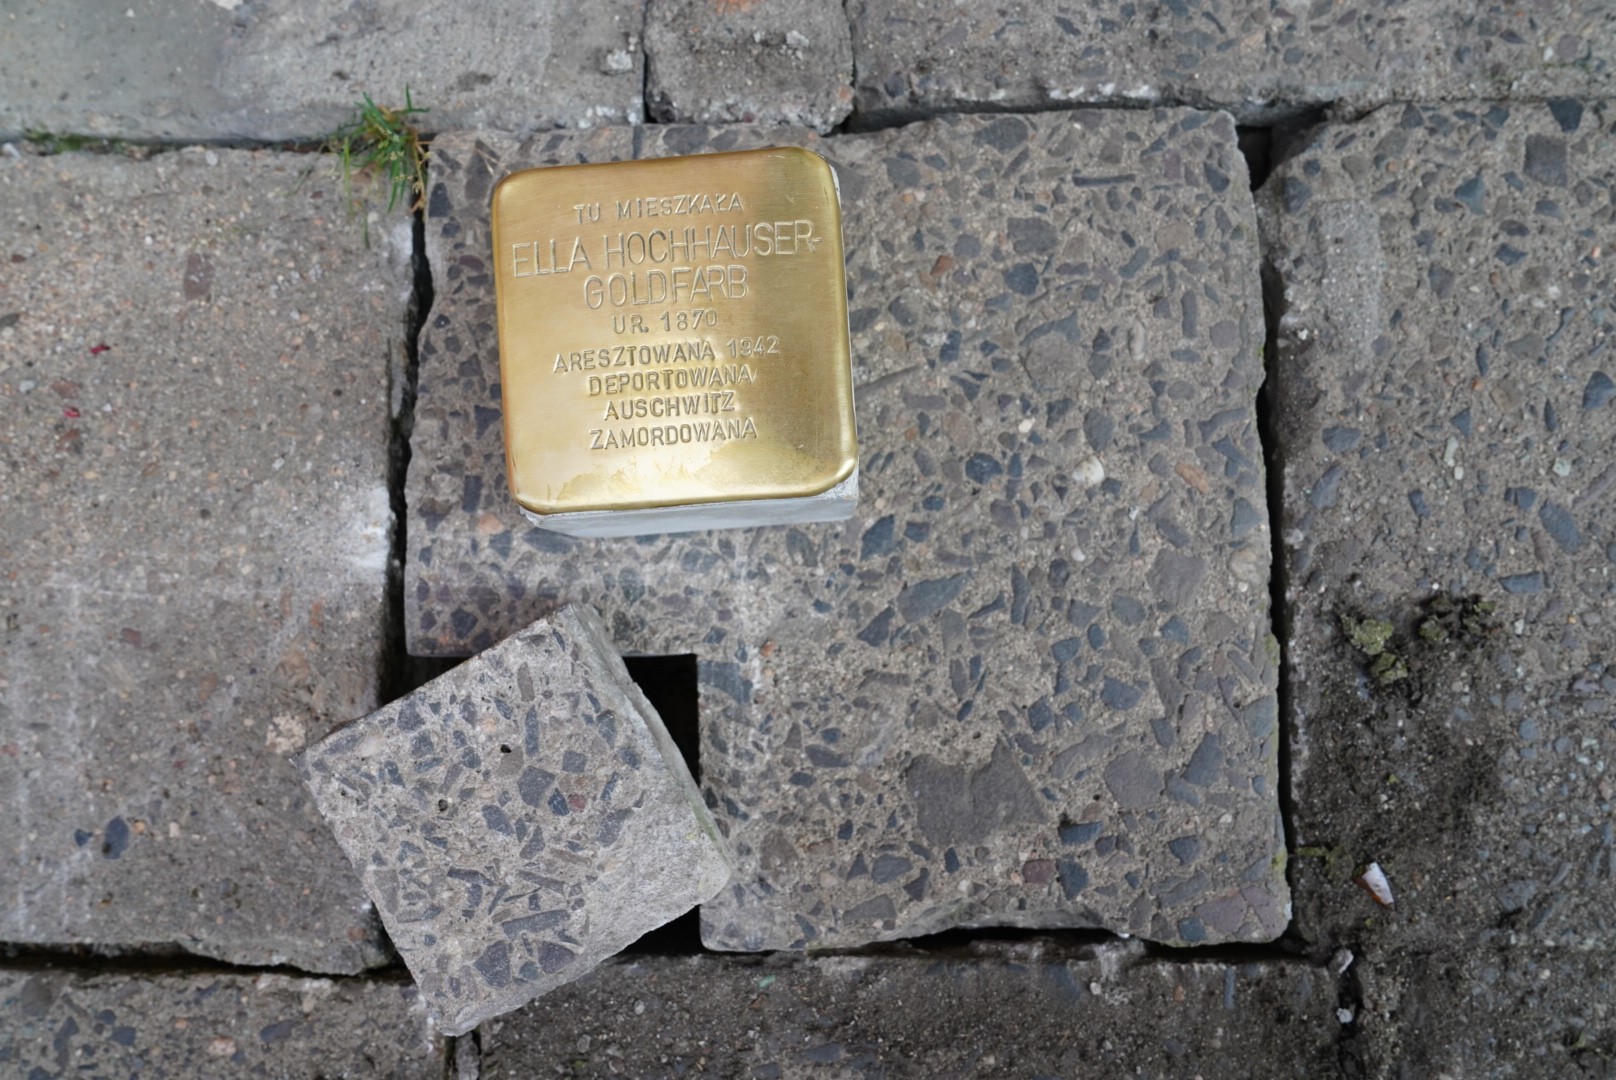 TU MIESZKAŁA
ELLA HOCHHAUSER-
GOLDFARB
UR. 1870
ARESZTOWANA 1942
DEPORTOWANA
AUSCHWITZ
ZAMORDOWANA